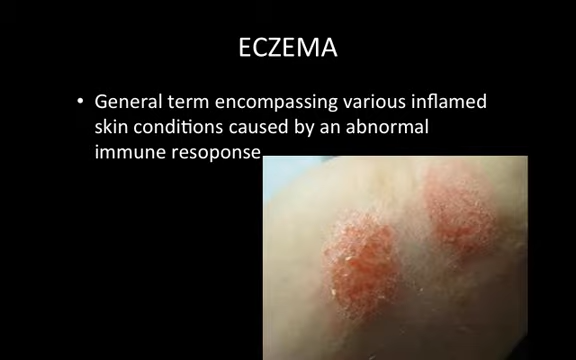 ECZEMA
• General term encompassing various inflamed
skin conditions caused by an abnormal
immune resoponse